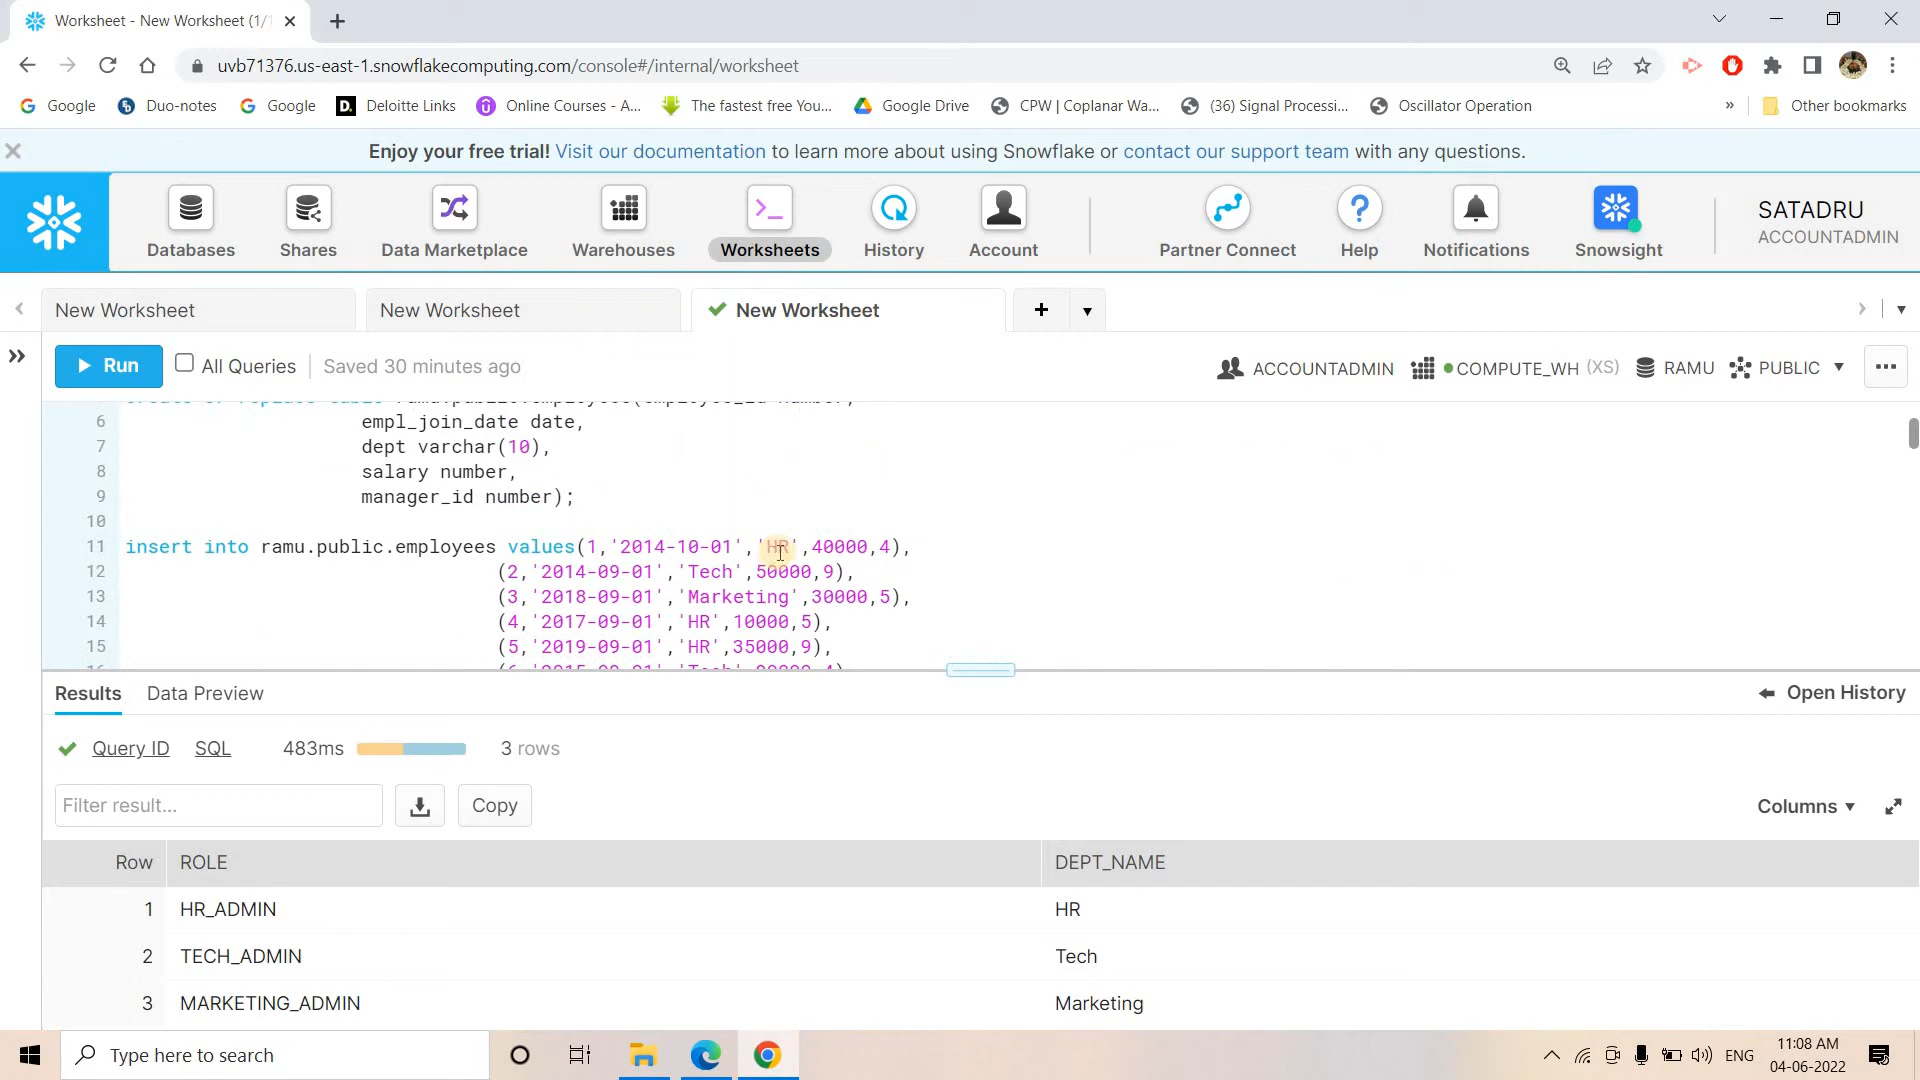 Worksheet - New Worksheet (1/1
uvb71376.us-east-1.snowflakecomputing.com/console#/internal/worksheet
Google
Duo-notes
Google
Deloitte Links
Online Courses - A...
The fastest free You...
Google Drive
CPW | Coplanar Wa...
(36) Signal Processi...
Oscillator Operation
»
Other bookmarks
Enjoy your free trial! Visit our documentation to learn more about using Snowflake or contact our support team with any questions.
Databases
Shares
Data Marketplace
Warehouses
Worksheets
History
Account
Partner Connect
Help
Notifications
Snowsight
SATADRU
ACCOUNTADMIN
New Worksheet
New Worksheet
New Worksheet
Run
All Queries
Saved 30 minutes ago
ACCOUNTADMIN
COMPUTE_WH (XS)
RAMU
PUBLIC
6 empl_join_date date,
7 dept varchar(10),
8 salary number,
9 manager_id number);
10
11 insert into ramu.public.employees values(1,'2014-10-01','HR',40000,4),
12 (2,'2014-09-01','Tech',50000,9),
13 (3,'2018-09-01','Marketing',30000,5),
14 (4,'2017-09-01','HR',10000,5),
15 (5,'2019-09-01','HR',35000,9),
Results
Data Preview
Open History
Query ID
SQL
483ms
3 rows
Filter result...
Copy
Columns
Row ROLE DEPT_NAME
1 HR_ADMIN HR
2 TECH_ADMIN Tech
3 MARKETING_ADMIN Marketing
Type here to search
ENG
11:08 AM
04-06-2022